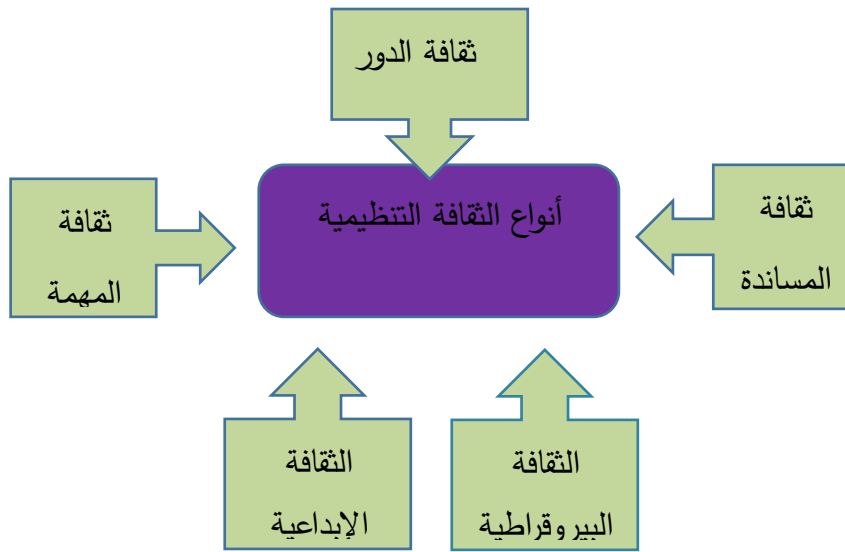 ثقافة الدور
أنواع الثقافة التنظيمية
ثقافة
المساندة
ثقافة
المهمة
الثقافة
البيروقراطية
الثقافة
الإبداعية